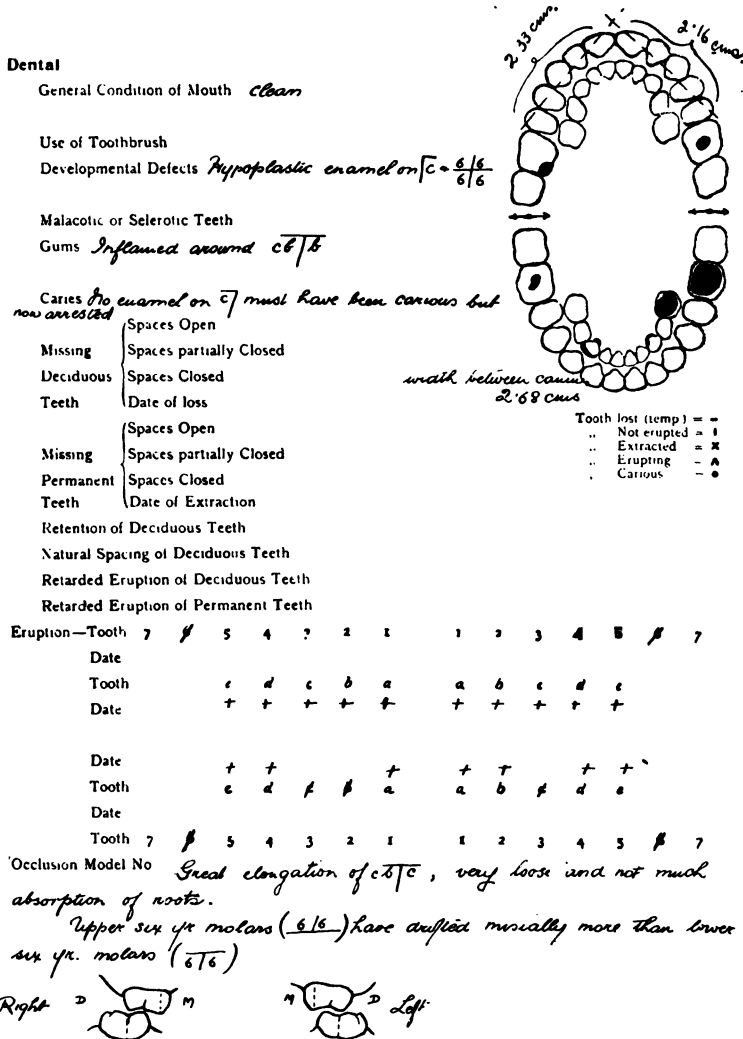 2·33 cms.
2·16 cms.
Dental
General Condition of Mouth clean
Use of Toothbrush
Developmental Defects Hypoplastic enamel on c - 6|6
6|6
Malacotic or Selerotic Teeth
Gums Inflamed around cb|b
Caries No enamel on c must have been carious but
now arrested
Spaces Open
Missing Spaces partially Closed
Deciduous Spaces Closed
Teeth Date of loss
width between canin
2·68 cms
Tooth lost (temp) = -
,, Not erupted = ı
,, Extracted = x
,, Erupting - ^
, Carious - •
Spaces Open
Missing Spaces partially Closed
Permanent Spaces Closed
Teeth Date of Extraction
Retention of Deciduous Teeth
Natural Spacing of Deciduous Teeth
Retarded Eruption of Deciduous Teeth
Retarded Eruption of Permanent Teeth
Eruption—Tooth 7 6 5 4 3 2 1 1 2 3 4 5 6 7
Date
Tooth e d c b a a b c d e
Date + + + + + + + + + +
Date + + + + + + +
Tooth e d c b a a b c d e
Date
Tooth 7 6 5 4 3 2 1 1 2 3 4 5 6 7
Occlusion Model No Great elongation of cb|c, very loose and not much
absorption of roots.
Upper six yr molars (6|6) have drifted mesially more than lower
six yr. molars (6|6)
Right D M M D Left